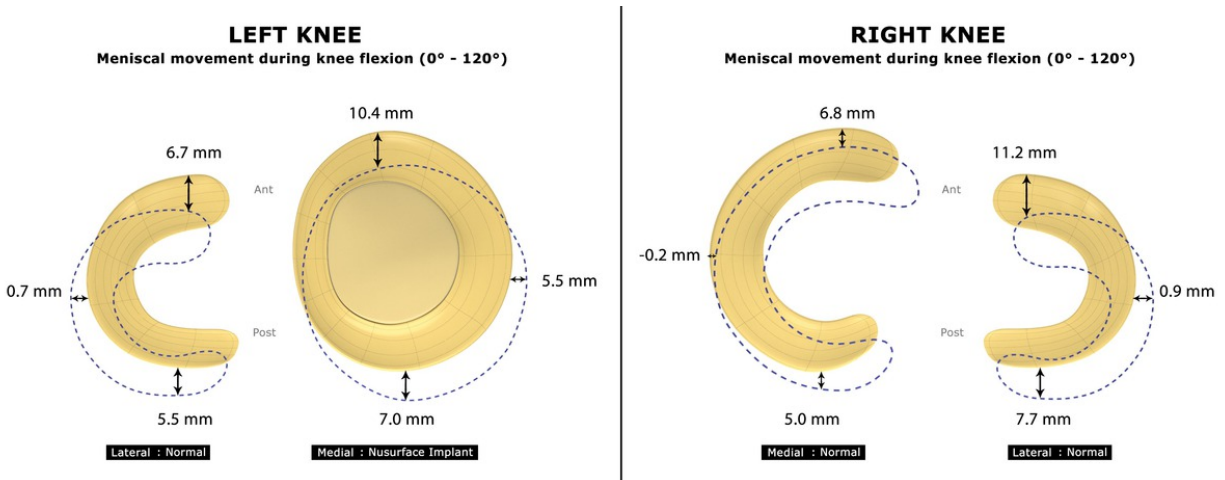 LEFT KNEE
Meniscal movement during knee flexion (0° - 120°)
10.4 mm
6.7 mm
Ant
0.7 mm
5.5 mm
Post
5.5 mm
7.0 mm
Lateral : Normal
Medial : Nusurface Implant
RIGHT KNEE
Meniscal movement during knee flexion (0° - 120°)
6.8 mm
11.2 mm
Ant
-0.2 mm
0.9 mm
Post
5.0 mm
7.7 mm
Medial : Normal
Lateral : Normal